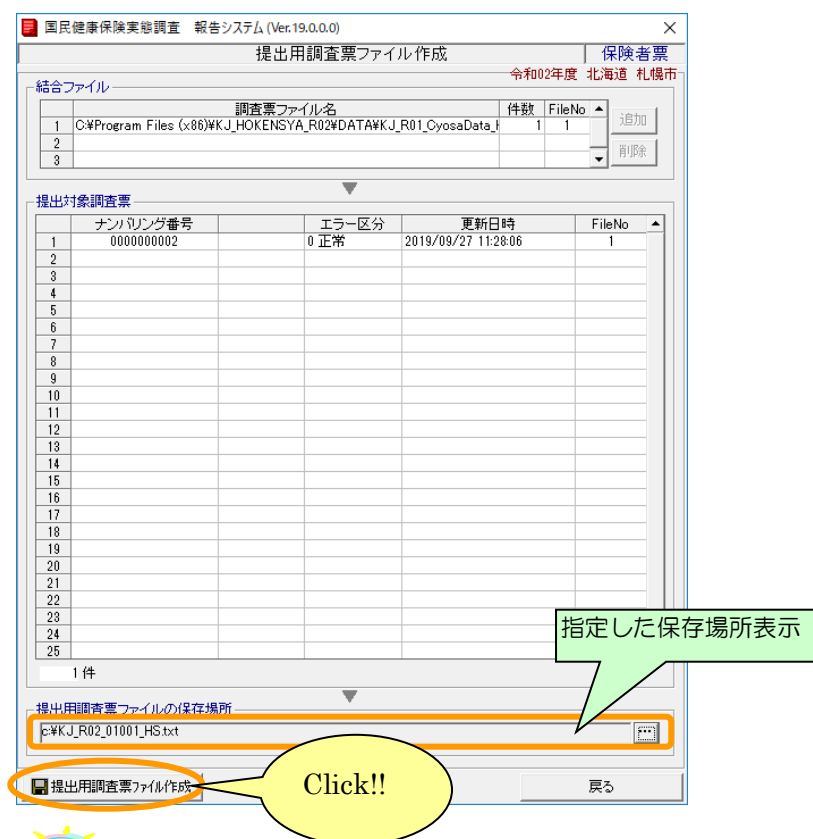 国民健康保険実態調査　報告システム (Ver.19.0.0.0)
提出用調査票ファイル作成 保険者票
令和02年度 北海道 札幌市
結合ファイル
調査票ファイル名 件数 FileNo
1 C:¥Program Files (x86)¥KJ_HOKENSYA_R02¥DATA¥KJ_R01_CyosaData_H 1 1
追加
2
削除
3
提出対象調査票
ナンバリング番号 エラー区分 更新日時 FileNo
1 0000000002 0 正常 2019/09/27 11:28:06 1
2
3
4
5
6
7
8
9
10
11
12
13
14
15
16
17
18
19
20
21
22
23
24
25
指定した保存場所表示
1 件
提出用調査票ファイルの保存場所
c:¥KJ_R02_01001_HS.txt ...
提出用調査票ファイル作成
Click!!
戻る